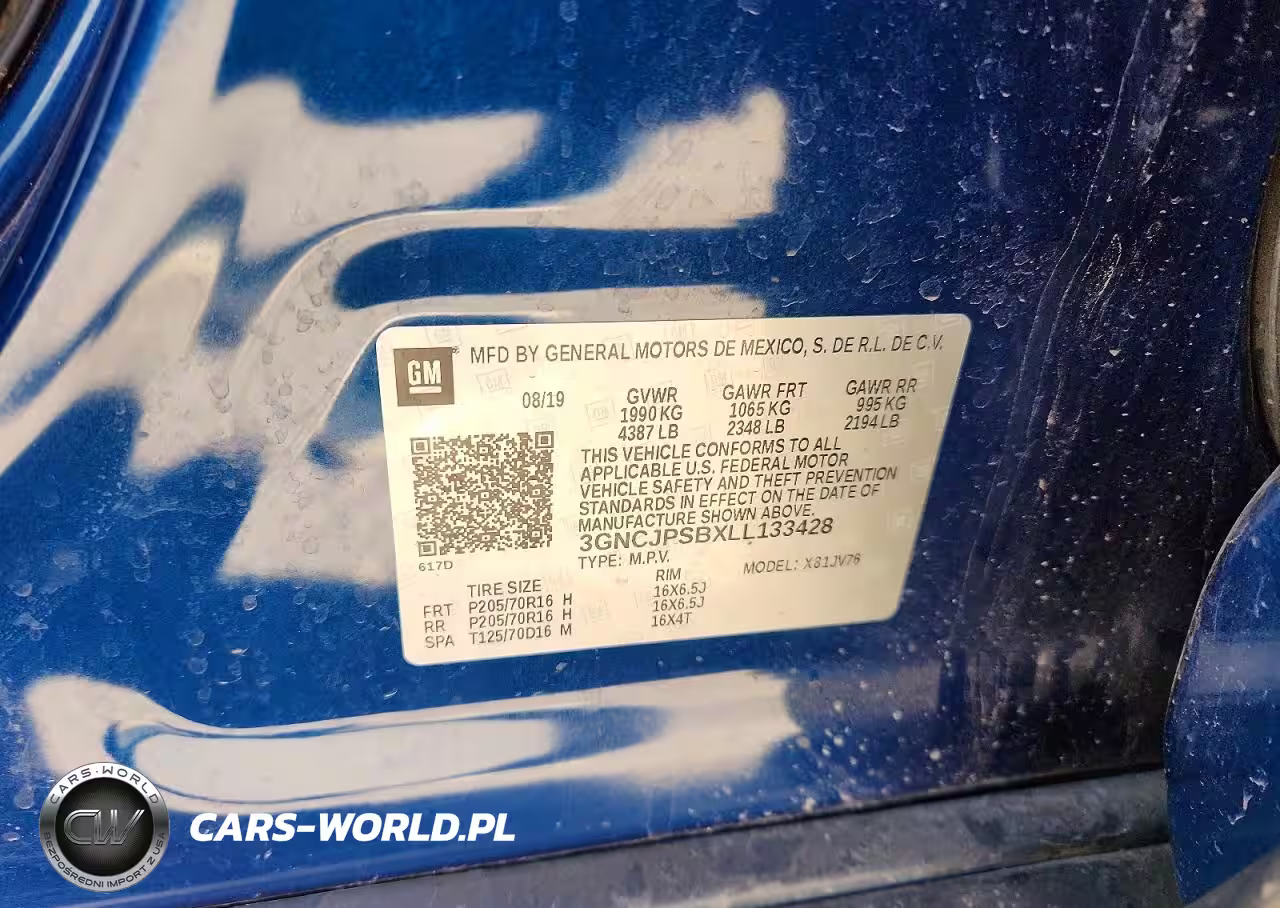 GM
MFD BY GENERAL MOTORS DE MEXICO, S. DE R.L. DE C.V.
08/19 GVWR GAWR FRT GAWR RR
1990 KG 1065 KG 995 KG
4387 LB 2348 LB 2194 LB
THIS VEHICLE CONFORMS TO ALL
APPLICABLE U.S. FEDERAL MOTOR
VEHICLE SAFETY AND THEFT PREVENTION
STANDARDS IN EFFECT ON THE DATE OF
MANUFACTURE SHOWN ABOVE.
3GNCJPSBXLL133428
617D
TYPE: M.P.V. MODEL: X81JV76
TIRE SIZE RIM
FRT P205/70R16 H 16X6.5J
RR P205/70R16 H 16X6.5J
SPA T125/70D16 M 16X4T
CARS-WORLD
CW
BEZPOŚREDNI IMPORT Z USA
CARS-WORLD.PL